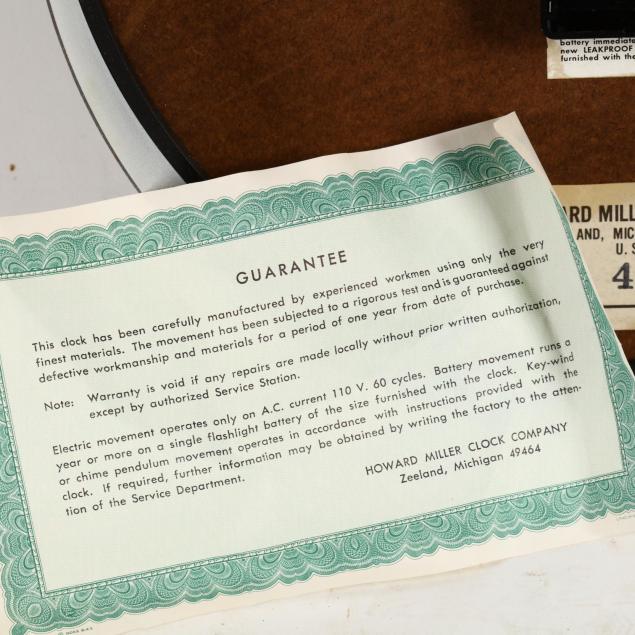 battery immediate
new LEAKPROOF
furnished with the
RD MILL
AND, MIC
U. S
4
GUARANTEE
This clock has been carefully manufactured by experienced workmen using only the very
finest materials. The movement has been subjected to a rigorous test and is guaranteed against
defective workmanship and materials for a period of one year from date of purchase.
Note: Warranty is void if any repairs are made locally without prior written authorization,
except by authorized Service Station.
Electric movement operates only on A.C. current 110 V. 60 cycles. Battery movement runs a
year or more on a single flashlight battery of the size furnished with the clock. Key-wind
or chime pendulum movement operates in accordance with instructions provided with the
clock. If required, further information may be obtained by writing the factory to the atten-
tion of the Service Department.
HOWARD MILLER CLOCK COMPANY
Zeeland, Michigan 49464